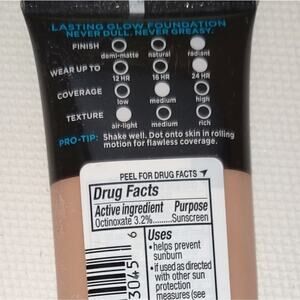 LASTING GLOW FOUNDATION
NEVER DULL. NEVER GREASY.
FINISH demi-matte natural radiant
WEAR UP TO 12 HR 16 HR 24 HR
COVERAGE low medium high
TEXTURE air-light medium rich
PRO-TIP: Shake well. Dot onto skin in rolling
motion for flawless coverage.
PEEL FOR DRUG FACTS
Drug Facts
Active ingredient Purpose
Octinoxate 3.2%.....Sunscreen
Uses
• helps prevent
sunburn
• if used as directed
with other sun
protection
measures (see
3045 6